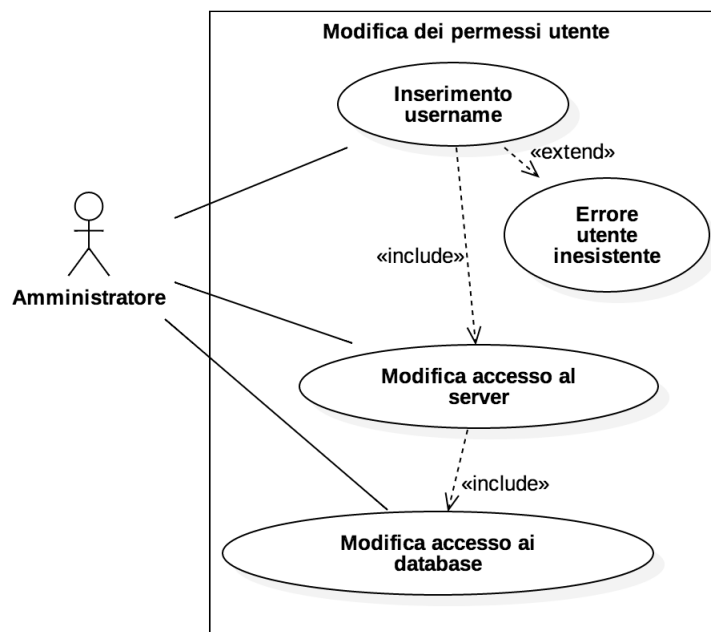 Modifica dei permessi utente
Inserimento
username
«extend»
Errore
utente
inesistente
«include»
Amministratore
Modifica accesso al
server
«include»
Modifica accesso ai
database